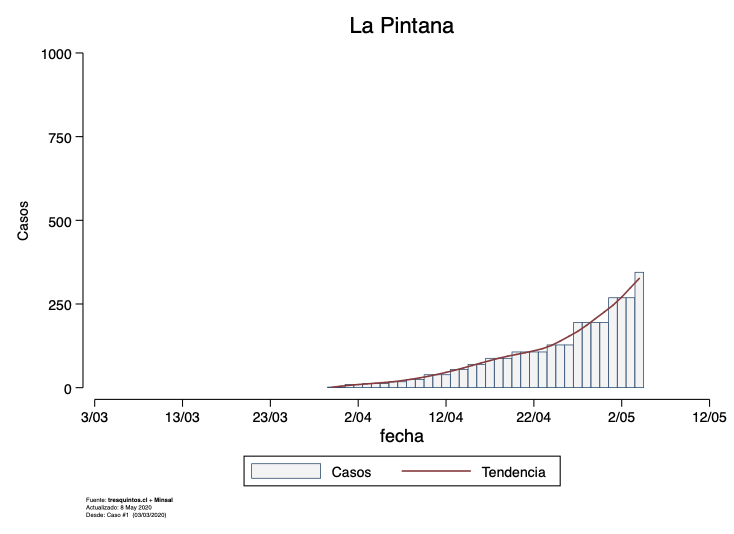 La Pintana
1000
750
500
250
0
Casos
3/03 13/03 23/03 2/04 12/04 22/04 2/05 12/05
fecha
Casos Tendencia
Fuente: tresquintos.cl + Minsal
Actualizado: 8 May 2020
Desde: Caso #1 (03/03/2020)